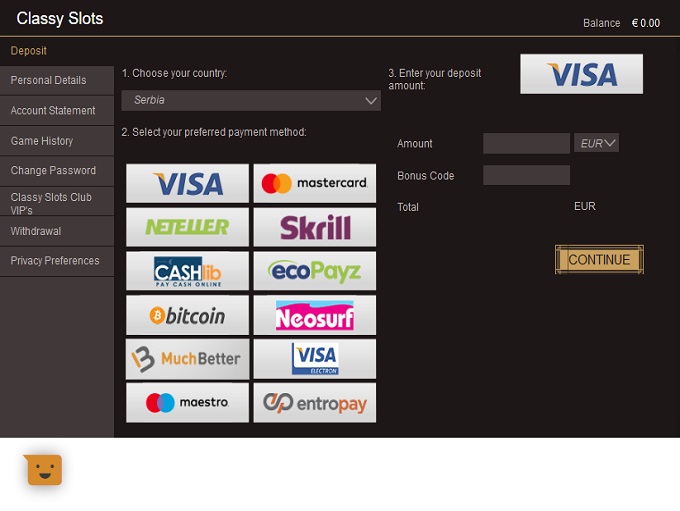 Classy Slots
Balance € 0.00
Deposit
Personal Details
Account Statement
Game History
Change Password
Classy Slots Club
VIP's
Withdrawal
Privacy Preferences
1. Choose your country:
Serbia
2. Select your preferred payment method:
VISA
mastercard
NETELLER
Skrill
CASHlib
PAY CASH ONLINE
ecoPayz
bitcoin
Neosurf
MuchBetter
VISA
ELECTRON
maestro
entropay
3. Enter your deposit
amount:
VISA
Amount EUR
Bonus Code
Total EUR
CONTINUE